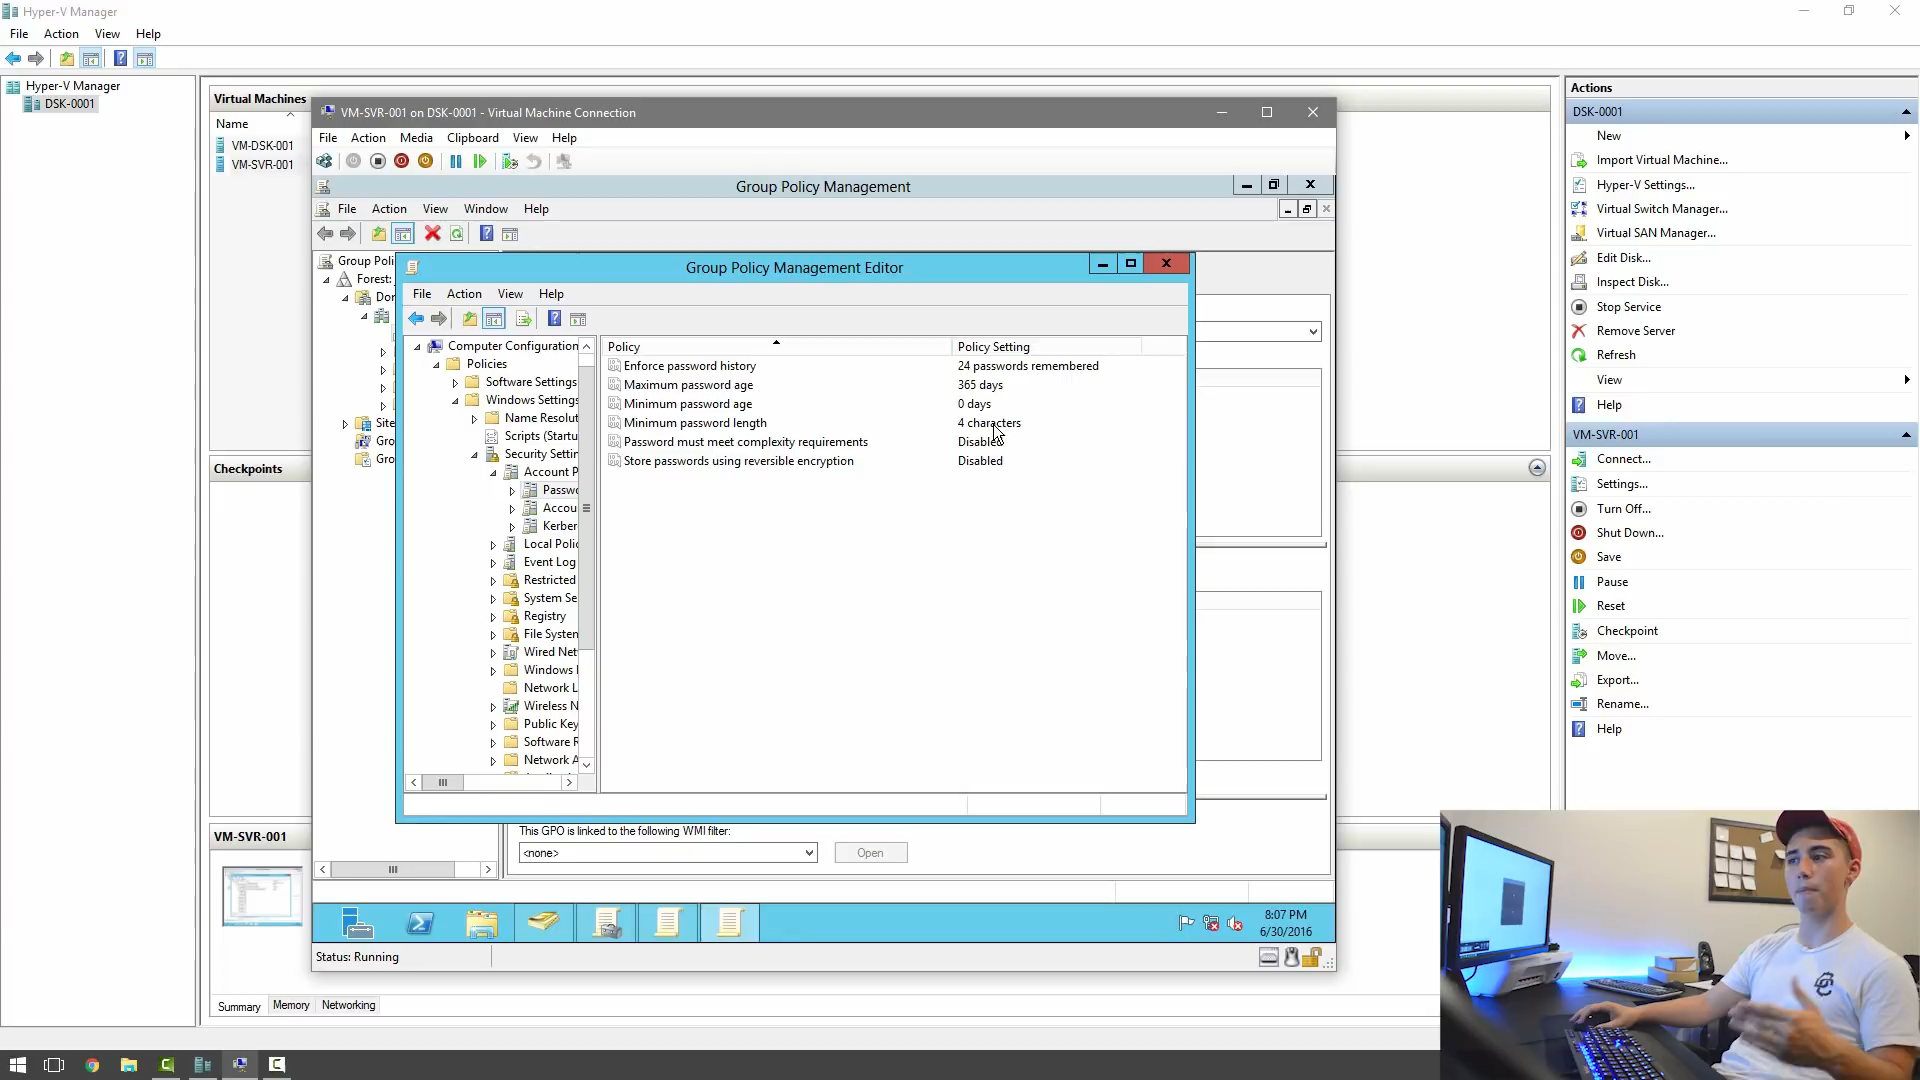 Hyper-V Manager
File Action View Help
Hyper-V Manager
DSK-0001
Virtual Machines
Name
VM-DSK-001
VM-SVR-001
Checkpoints
VM-SVR-001
Summary Memory Networking
VM-SVR-001 on DSK-0001 - Virtual Machine Connection
File Action Media Clipboard View Help
Group Policy Management
File Action View Window Help
Group Poli
Forest:
Dor
Site
Gro
Gro
Group Policy Management Editor
File Action View Help
Computer Configuration
Policies
Software Settings
Windows Settings
Name Resolut
Scripts (Startu
Security Settin
Account P
Passwo
Accou
Kerber
Local Polic
Event Log
Restricted
System Se
Registry
File System
Wired Net
Windows F
Network L
Wireless N
Public Key
Software R
Network A
Policy Policy Setting
Enforce password history 24 passwords remembered
Maximum password age 365 days
Minimum password age 0 days
Minimum password length 4 characters
Password must meet complexity requirements Disabled
Store passwords using reversible encryption Disabled
This GPO is linked to the following WMI filter:
<none> Open
8:07 PM
6/30/2016
Status: Running
Actions
DSK-0001
New
Import Virtual Machine...
Hyper-V Settings...
Virtual Switch Manager...
Virtual SAN Manager...
Edit Disk...
Inspect Disk...
Stop Service
Remove Server
Refresh
View
Help
VM-SVR-001
Connect...
Settings...
Turn Off...
Shut Down...
Save
Pause
Reset
Checkpoint
Move...
Export...
Rename...
Help